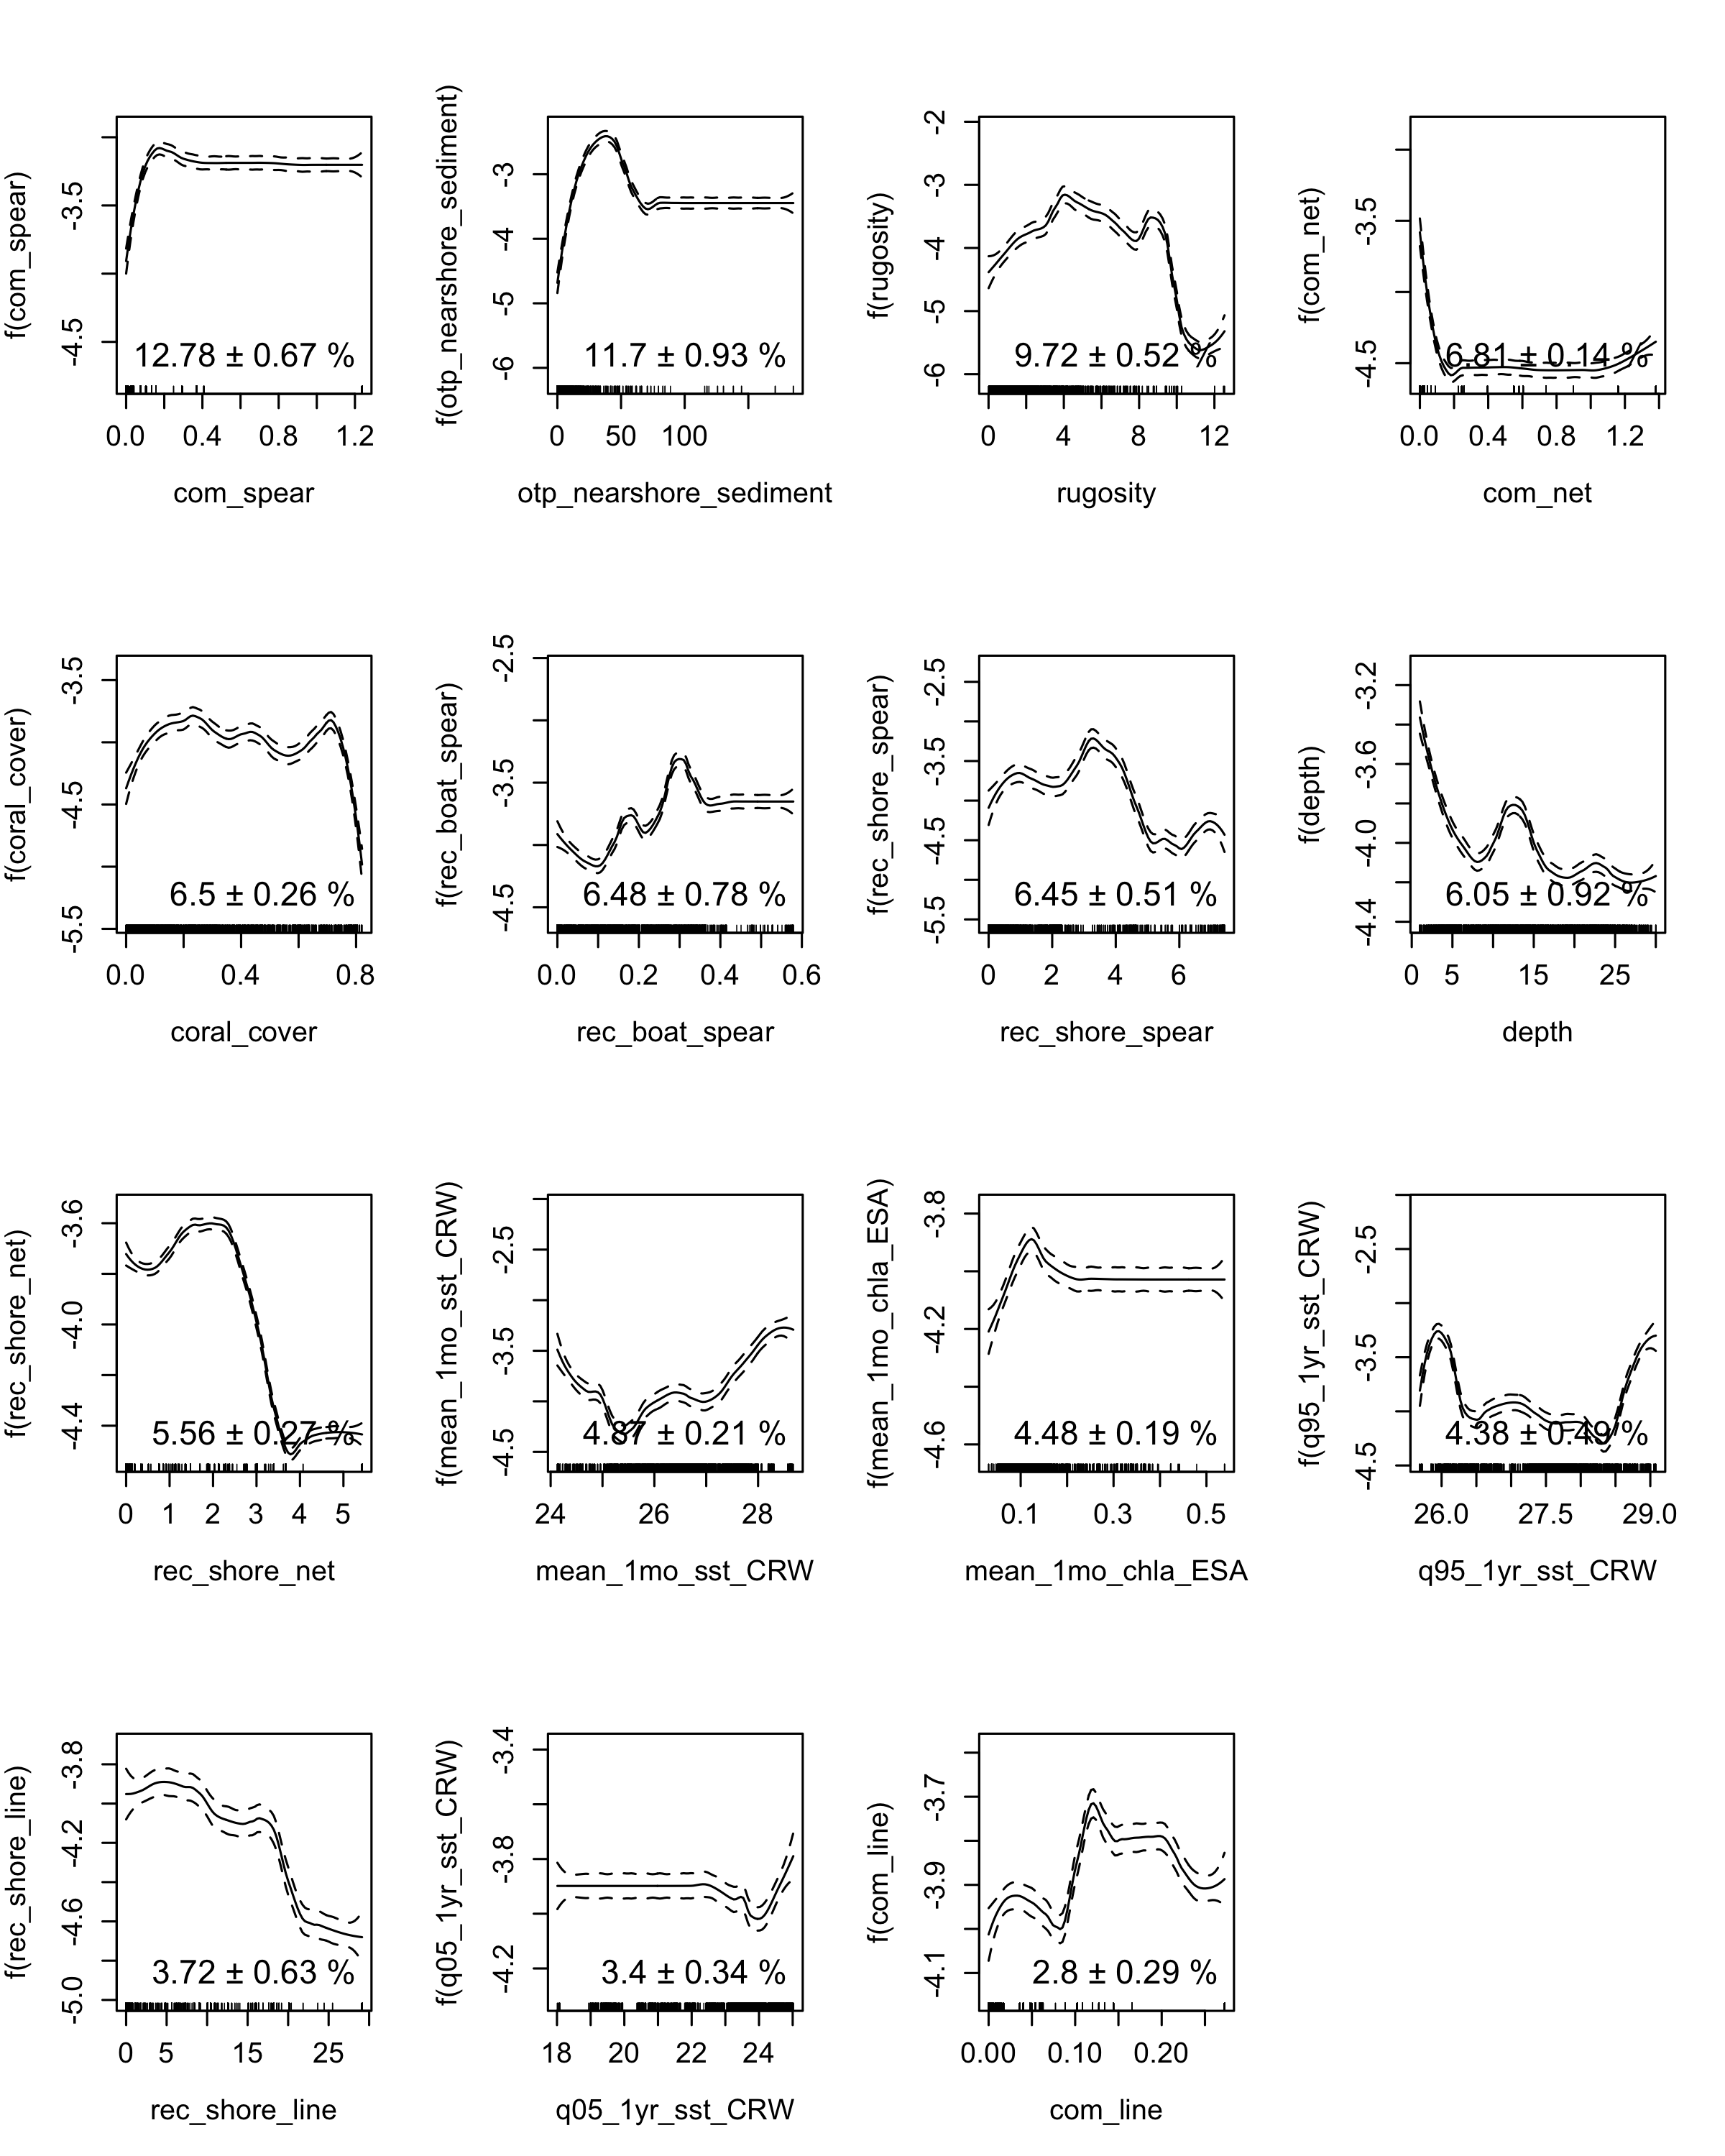 f(com_spear)
-3.5
-4.5
12.78 ± 0.67 %
0.0 0.4 0.8 1.2
com_spear
f(otp_nearshore_sediment)
-3
-4
-5
-6
11.7 ± 0.93 %
0 50 100
otp_nearshore_sediment
f(rugosity)
-2
-3
-4
-5
-6
9.72 ± 0.52 %
0 4 8 12
rugosity
f(com_net)
-3.5
-4.5
6.81 ± 0.14 %
0.0 0.4 0.8 1.2
com_net
f(coral_cover)
-3.5
-4.5
-5.5
6.5 ± 0.26 %
0.0 0.4 0.8
coral_cover
f(rec_boat_spear)
-2.5
-3.5
-4.5
6.48 ± 0.78 %
0.0 0.2 0.4 0.6
rec_boat_spear
f(rec_shore_spear)
-2.5
-3.5
-4.5
-5.5
6.45 ± 0.51 %
0 2 4 6
rec_shore_spear
f(depth)
-3.2
-3.6
-4.0
-4.4
6.05 ± 0.92 %
0 5 15 25
depth
f(rec_shore_net)
-3.6
-4.0
-4.4
5.56 ± 0.27 %
0 1 2 3 4 5
rec_shore_net
f(mean_1mo_sst_CRW)
-2.5
-3.5
-4.5
4.87 ± 0.21 %
24 26 28
mean_1mo_sst_CRW
f(mean_1mo_chla_ESA)
-3.8
-4.2
-4.6
4.48 ± 0.19 %
0.1 0.3 0.5
mean_1mo_chla_ESA
f(q95_1yr_sst_CRW)
-2.5
-3.5
-4.5
4.38 ± 0.49 %
26.0 27.5 29.0
q95_1yr_sst_CRW
f(rec_shore_line)
-3.8
-4.2
-4.6
-5.0
3.72 ± 0.63 %
0 5 15 25
rec_shore_line
f(q05_1yr_sst_CRW)
-3.4
-3.8
-4.2
3.4 ± 0.34 %
18 20 22 24
q05_1yr_sst_CRW
f(com_line)
-3.7
-3.9
-4.1
2.8 ± 0.29 %
0.00 0.10 0.20
com_line